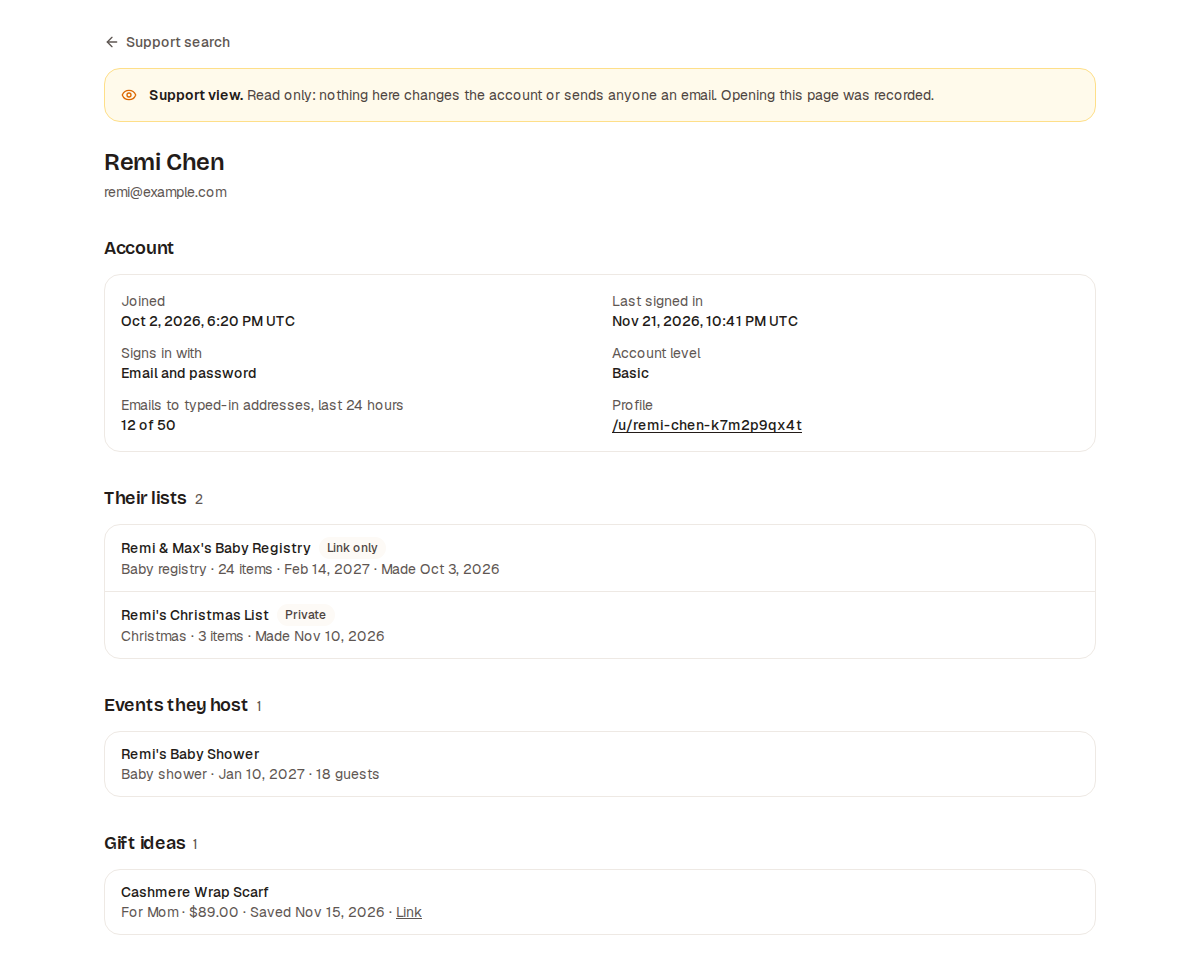 Support search
Support view. Read only: nothing here changes the account or sends anyone an email. Opening this page was recorded.
Remi Chen
remi@example.com
Account
Joined
Oct 2, 2026, 6:20 PM UTC
Last signed in
Nov 21, 2026, 10:41 PM UTC
Signs in with
Email and password
Account level
Basic
Emails to typed-in addresses, last 24 hours
12 of 50
Profile
/u/remi-chen-k7m2p9qx4t
Their lists 2
Remi & Max's Baby Registry Link only
Baby registry · 24 items · Feb 14, 2027 · Made Oct 3, 2026
Remi's Christmas List Private
Christmas · 3 items · Made Nov 10, 2026
Events they host 1
Remi's Baby Shower
Baby shower · Jan 10, 2027 · 18 guests
Gift ideas 1
Cashmere Wrap Scarf
For Mom · $89.00 · Saved Nov 15, 2026 · Link